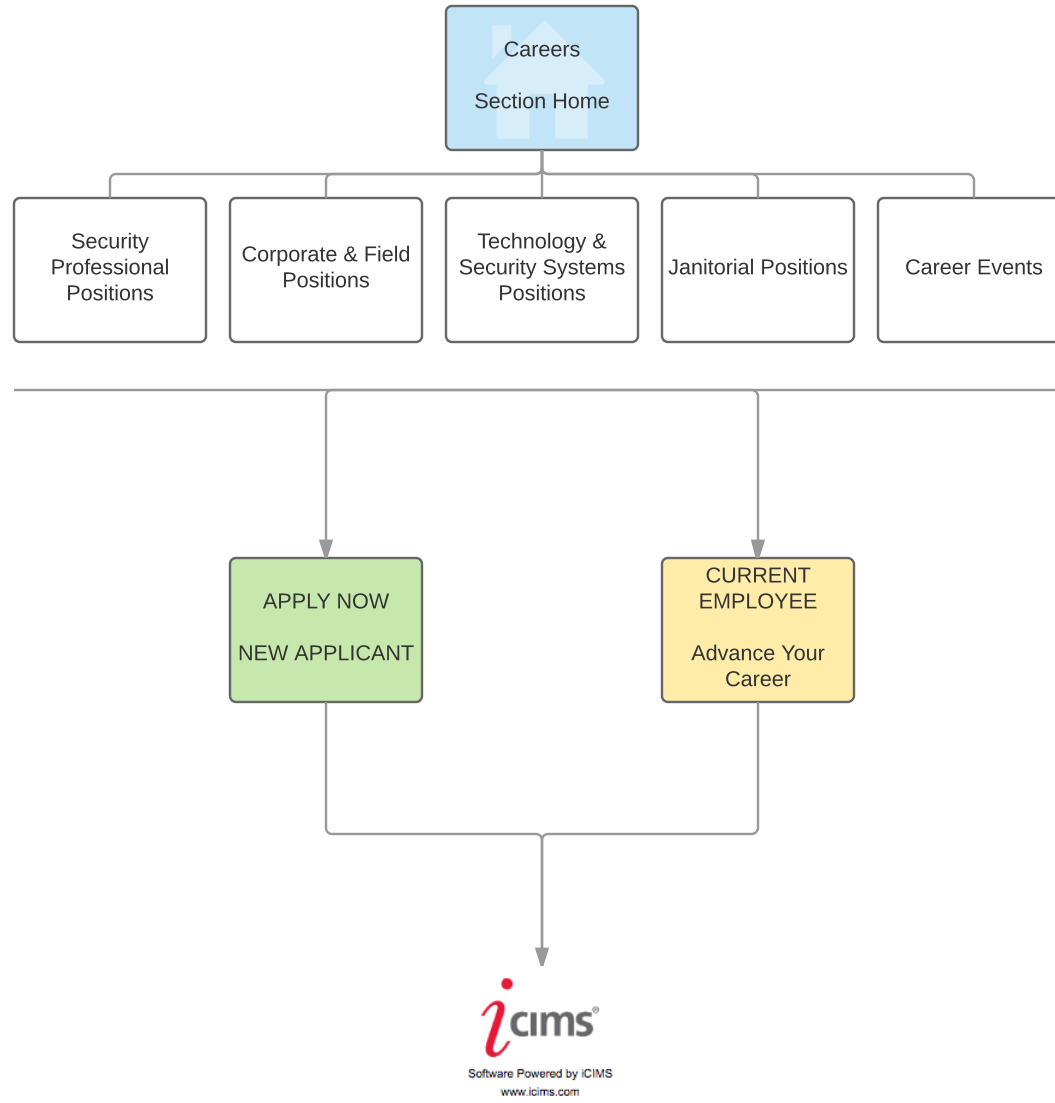 Careers
Section Home
Security
Professional
Positions
Corporate & Field
Positions
Technology &
Security Systems
Positions
Janitorial Positions
Career Events
APPLY NOW
NEW APPLICANT
CURRENT
EMPLOYEE
Advance Your
Career
icims®
Software Powered by iCIMS
www.icims.com